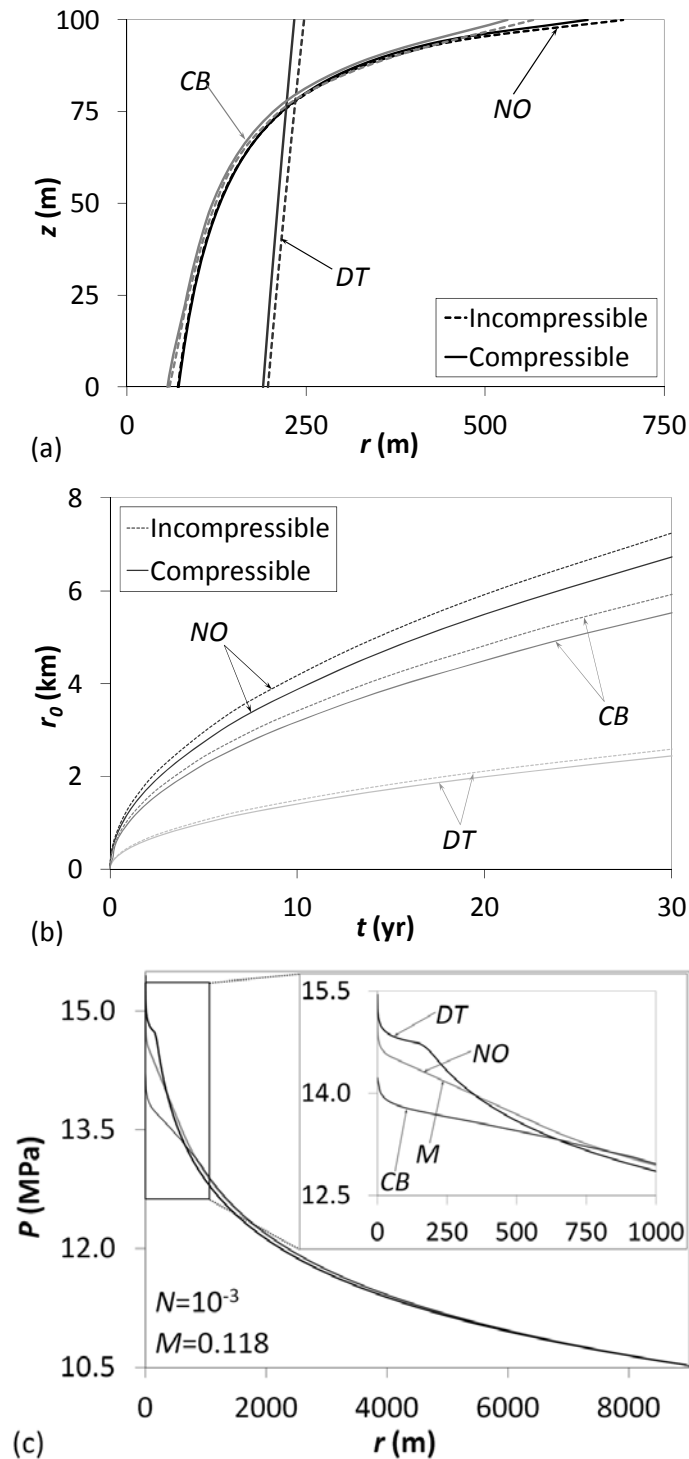 100
75
50
25
0
z (m)
CB
NO
DT
Incompressible
Compressible
0
250
500
750
r (m)
(a)
8
6
4
2
0
r0 (km)
Incompressible
Compressible
NO
CB
DT
0
10
20
30
t (yr)
(b)
15.0
13.5
12.0
10.5
P (MPa)
15.5
14.0
12.5
DT
NO
M
CB
0
250
500
750
1000
N=10-3
M=0.118
0
2000
4000
6000
8000
r (m)
(c)